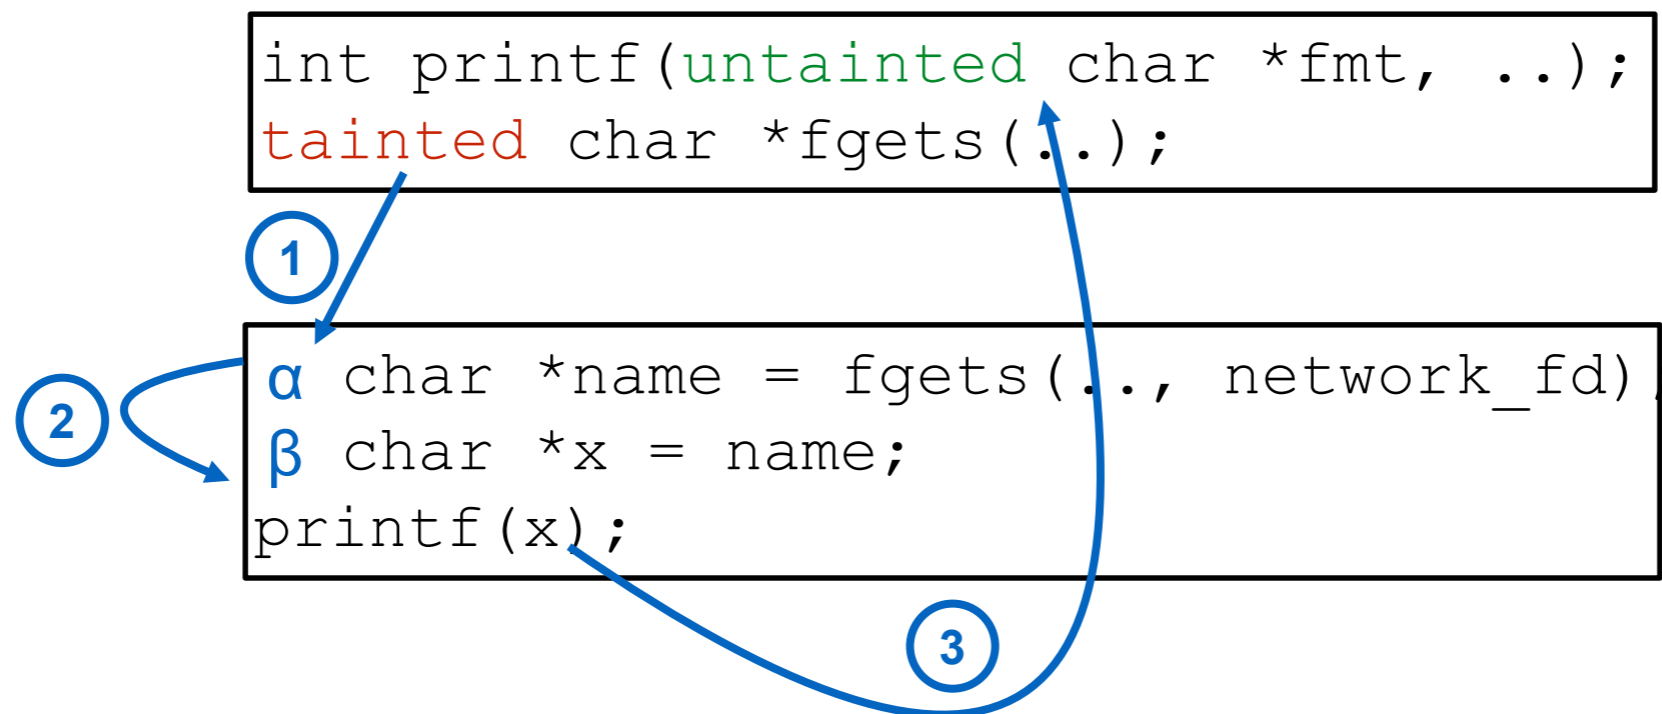 int printf(untainted char *fmt, ..);
tainted char *fgets(..);
1
α char *name = fgets(.., network_fd);
2
β char *x = name;
printf(x);
3